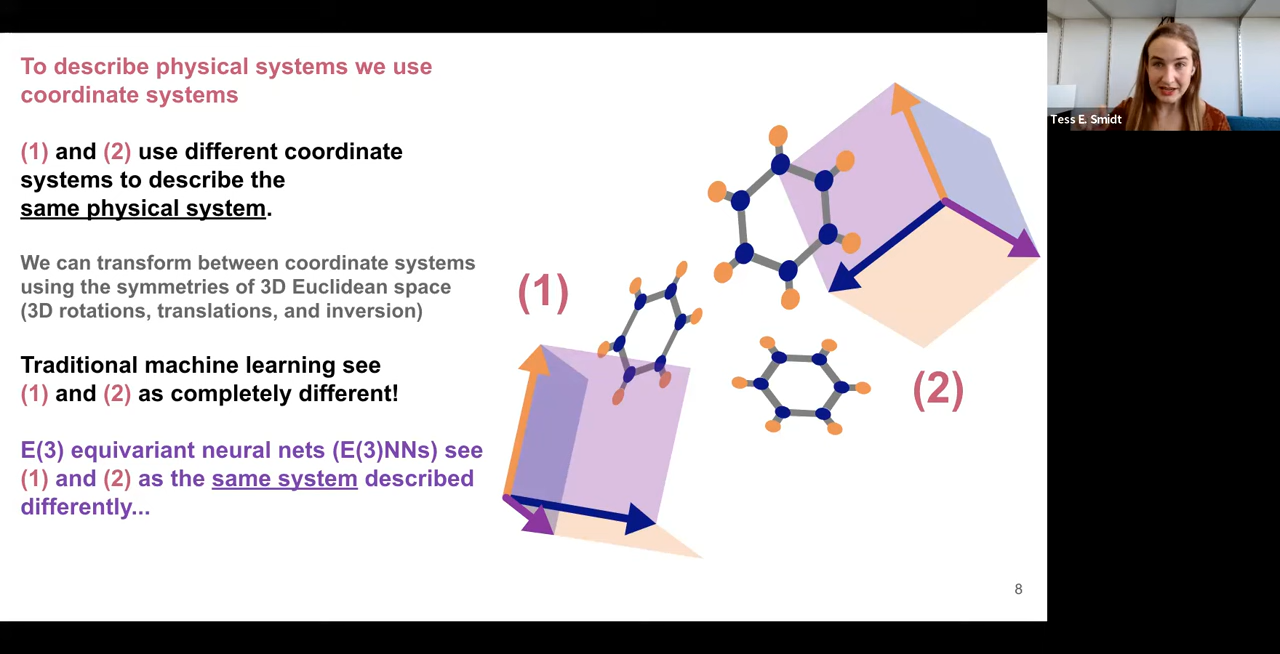 To describe physical systems we use
coordinate systems
(1) and (2) use different coordinate
systems to describe the
same physical system.
We can transform between coordinate systems
using the symmetries of 3D Euclidean space
(3D rotations, translations, and inversion)
Traditional machine learning see
(1) and (2) as completely different!
E(3) equivariant neural nets (E(3)NNs) see
(1) and (2) as the same system described
differently...
(1)
(2)
8
Tess E. Smidt